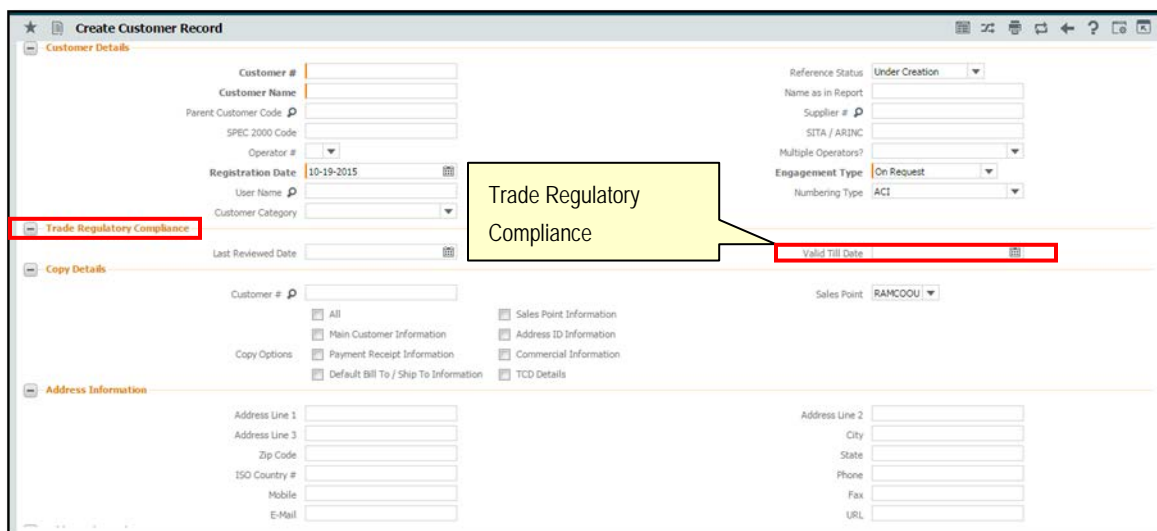 Create Customer Record
Customer Details
Customer # Reference Status Under Creation
Customer Name Name as in Report
Parent Customer Code Supplier #
SPEC 2000 Code SITA / ARINC
Operator # Multiple Operators?
Registration Date 10-19-2015 Engagement Type On Request
User Name Numbering Type ACI
Customer Category
Trade Regulatory
Compliance
Trade Regulatory Compliance
Last Reviewed Date Valid Till Date
Copy Details
Customer # Sales Point RAMCOOU
All Sales Point Information
Main Customer Information Address ID Information
Copy Options Payment Receipt Information Commercial Information
Default Bill To / Ship To Information TCD Details
Address Information
Address Line 1 Address Line 2
Address Line 3 City
Zip Code State
ISO Country # Phone
Mobile Fax
E-Mail URL